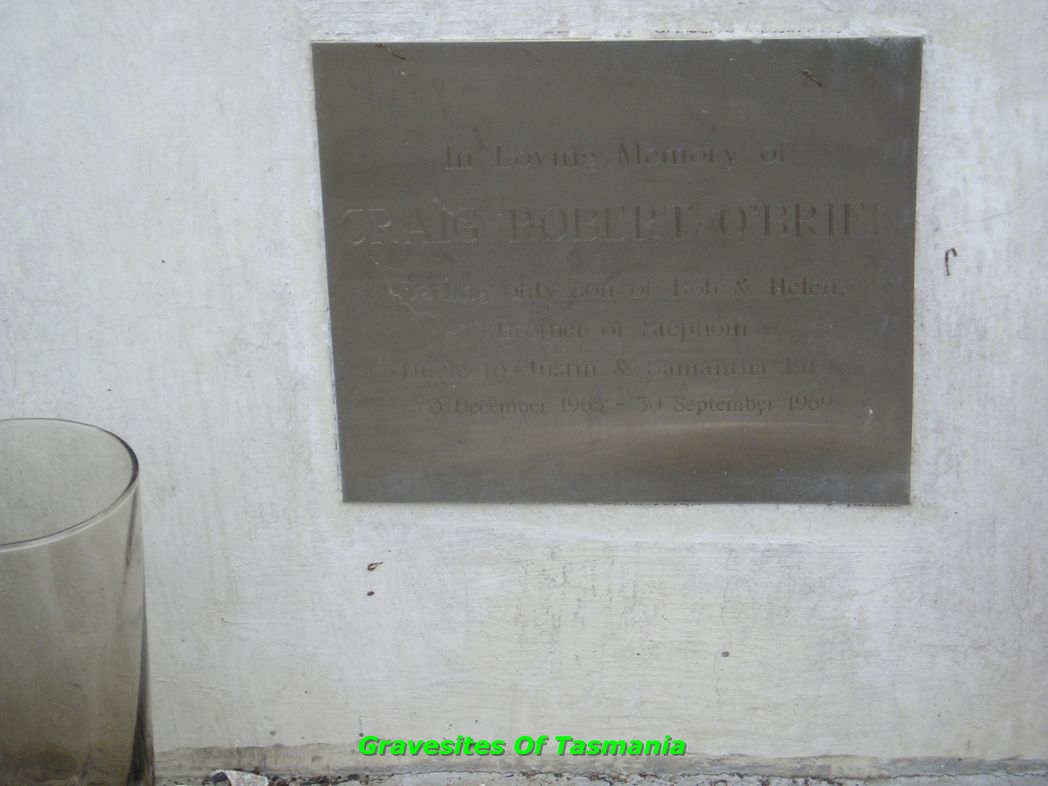 In Loving Memory of
CRAIG ROBERT O'BRIEN
Darling only son of Bob & Helen,
Brother of
Uncle to Justin & Samantha
December 1965 - 30 September 1969
Gravesites Of Tasmania